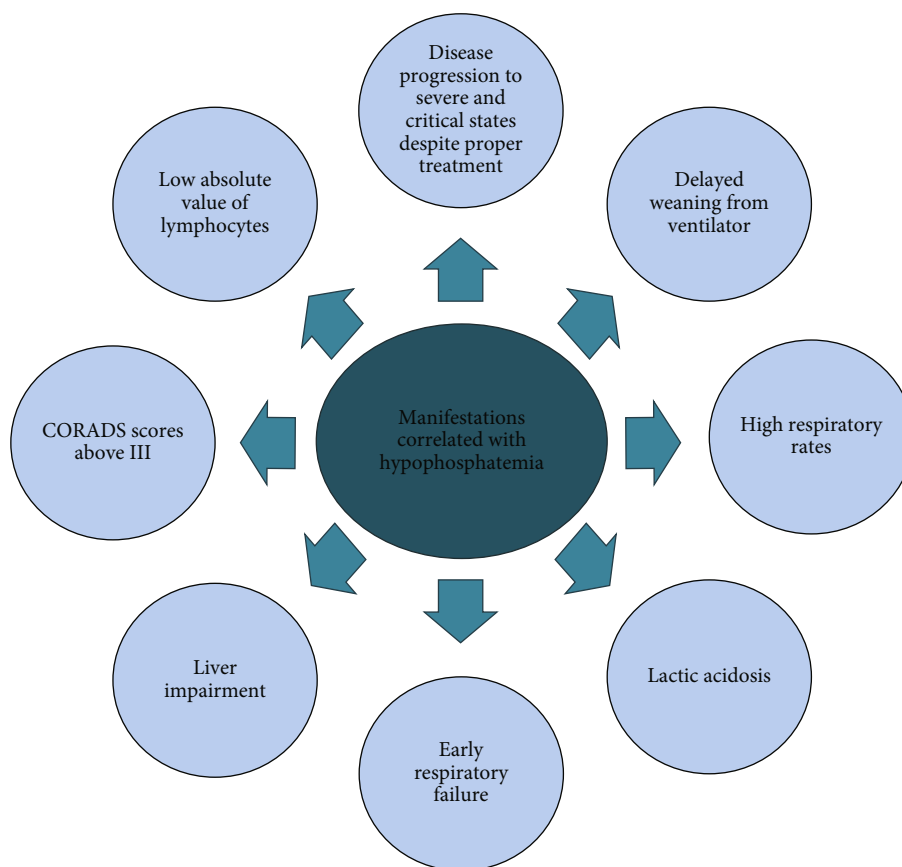 Disease
progression to
severe and
critical states
despite proper
treatment
Delayed
weaning from
ventilator
High respiratory
rates
Lactic acidosis
Early
respiratory
failure
Liver
impairment
CORADS scores
above III
Low absolute
value of
lymphocytes
Manifestations
correlated with
hypophosphatemia